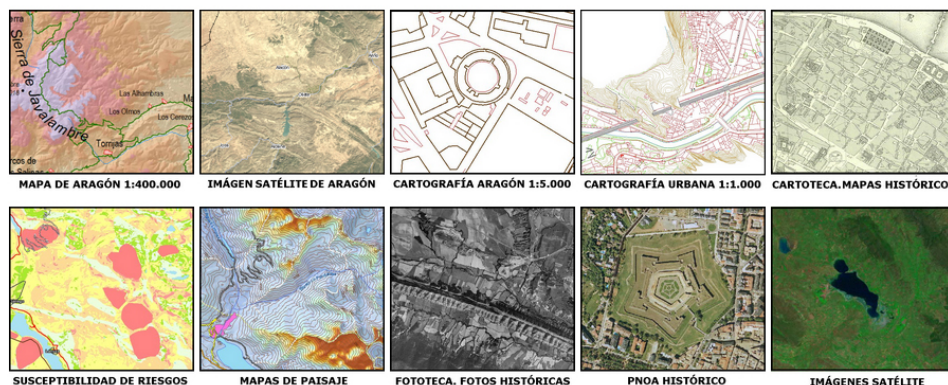 Sierra de Javalambre
Las Alhambras
Los Olmos
Los Cerezos
Torrijas
MAPA DE ARAGÓN 1:400.000
IMÁGEN SATÉLITE DE ARAGÓN
CARTOGRAFÍA ARAGÓN 1:5.000
CARTOGRAFÍA URBANA 1:1.000
CARTOTECA.MAPAS HISTÓRICO
SUSCEPTIBILIDAD DE RIESGOS
MAPAS DE PAISAJE
FOTOTECA. FOTOS HISTÓRICAS
PNOA HISTÓRICO
IMÁGENES SATÉLITE